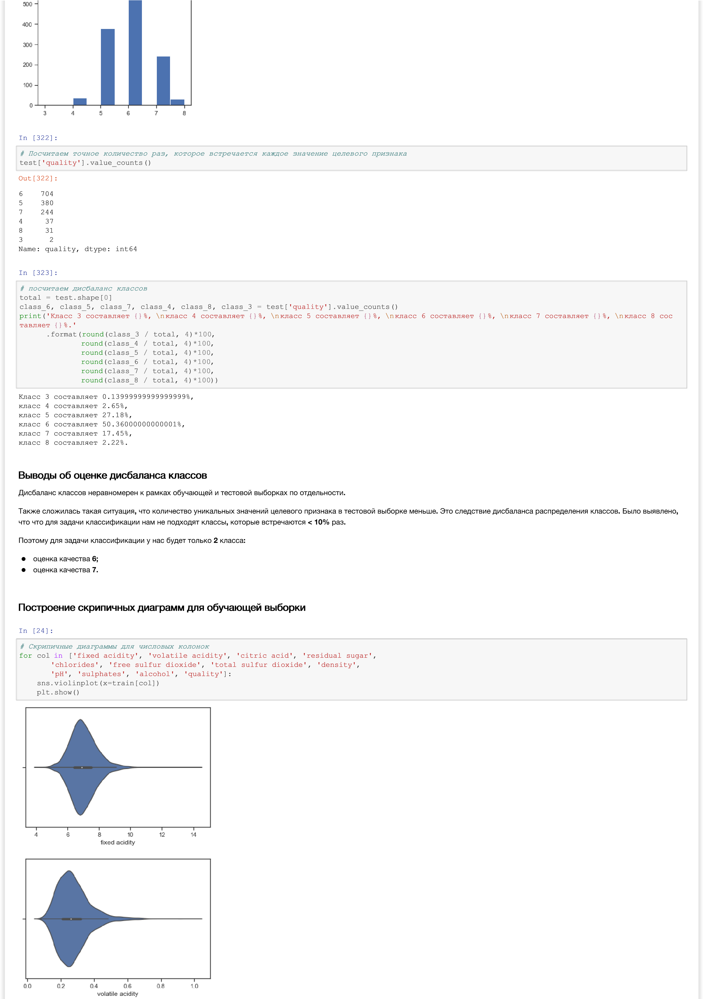 500
400
300
200
100
0
3 4 5 6 7 8
In [322]:
# Посчитаем точное количество раз, которое встречается каждое значение целевого признака
test['quality'].value_counts()
Out[322]:
6    704
5    380
7    244
4     37
8     31
3      2
Name: quality, dtype: int64
In [323]:
# посчитаем дисбаланс классов
total = test.shape[0]
class_6, class_5, class_7, class_4, class_8, class_3 = test['quality'].value_counts()
print('Класс 3 составляет {}%, \nкласс 4 составляет {}%, \nкласс 5 составляет {}%, \nкласс 6 составляет {}%, \nкласс 7 составляет {}%, \nкласс 8 сос
тавляет {}%.'
      .format(round(class_3 / total, 4)*100,
              round(class_4 / total, 4)*100,
              round(class_5 / total, 4)*100,
              round(class_6 / total, 4)*100,
              round(class_7 / total, 4)*100,
              round(class_8 / total, 4)*100))
Класс 3 составляет 0.13999999999999999%,
класс 4 составляет 2.65%,
класс 5 составляет 27.18%,
класс 6 составляет 50.36000000000001%,
класс 7 составляет 17.45%,
класс 8 составляет 2.22%.
Выводы об оценке дисбаланса классов
Дисбаланс классов неравномерен к рамках обучающей и тестовой выборках по отдельности.
Также сложилась такая ситуация, что количество уникальных значений целевого признака в тестовой выборке меньше. Это следствие дисбаланса распределения классов. Было выявлено,
что что для задачи классификации нам не подходят классы, которые встречаются < 10% раз.
Поэтому для задачи классификации у нас будет только 2 класса:
● оценка качества 6;
● оценка качества 7.
Построение скрипичных диаграмм для обучающей выборки
In [24]:
# Скрипичные диаграммы для числовых колонок
for col in ['fixed acidity', 'volatile acidity', 'citric acid', 'residual sugar',
       'chlorides', 'free sulfur dioxide', 'total sulfur dioxide', 'density',
       'pH', 'sulphates', 'alcohol', 'quality']:
    sns.violinplot(x=train[col])
    plt.show()
4 6 8 10 12 14
fixed acidity
0.0 0.2 0.4 0.6 0.8 1.0
volatile acidity